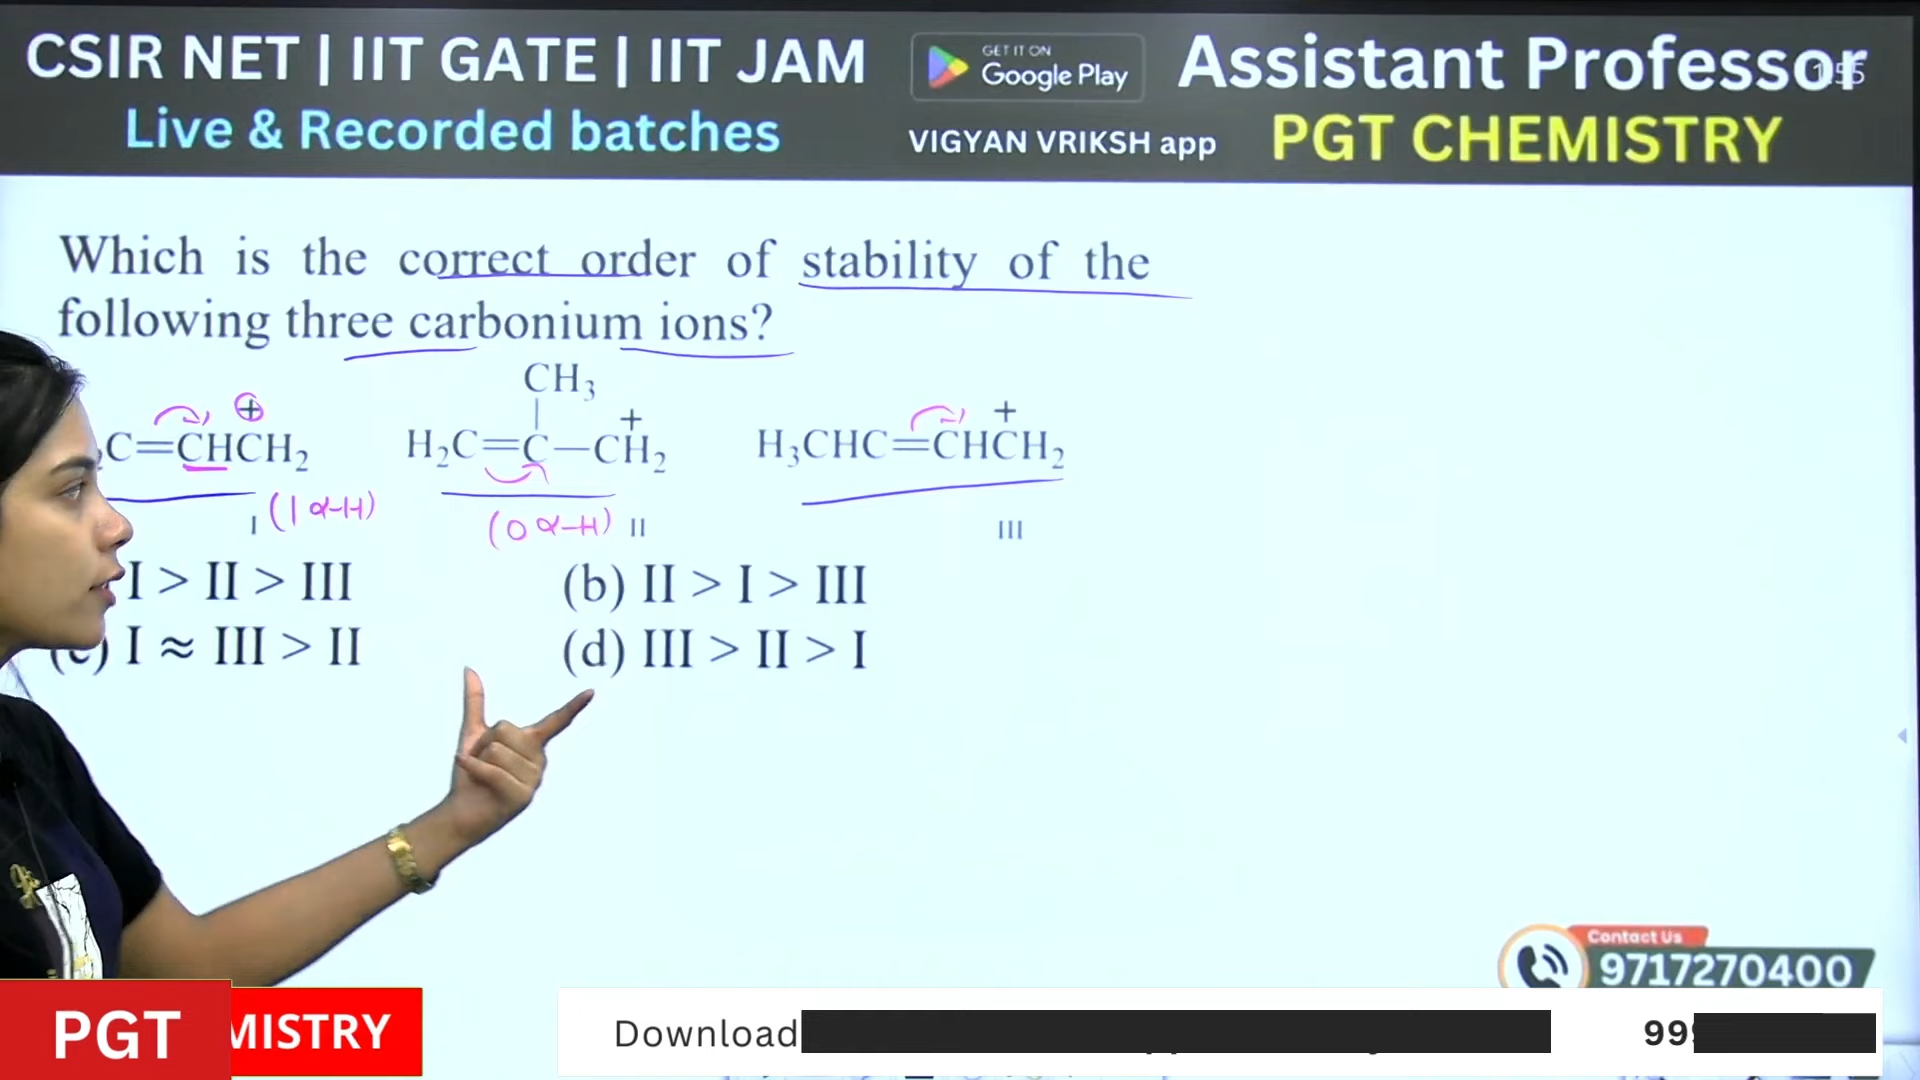 CSIR NET | IIT GATE | IIT JAM
Live & Recorded batches
GET IT ON
Google Play
VIGYAN VRIKSH app
Assistant Professor
PGT CHEMISTRY
Which is the correct order of stability of the
following three carbonium ions?
C=CHCH₂ +
(1 α-H)
I
CH₃
H₂C=C—CH₂ +
(0 α-H)
II
H₃CHC=CHCH₂ +
III
I > II > III
(b) II > I > III
(c) I ≈ III > II
(d) III > II > I
Contact Us
9717270400
PGT
MISTRY
Download
99